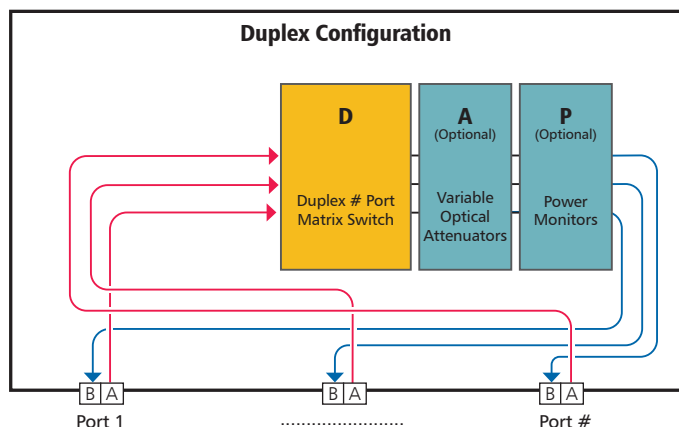 Duplex Configuration
D
Duplex # Port
Matrix Switch
A
(Optional)
Variable
Optical
Attenuators
P
(Optional)
Power
Monitors
B A
B A
B A
Port 1
.......................
Port #